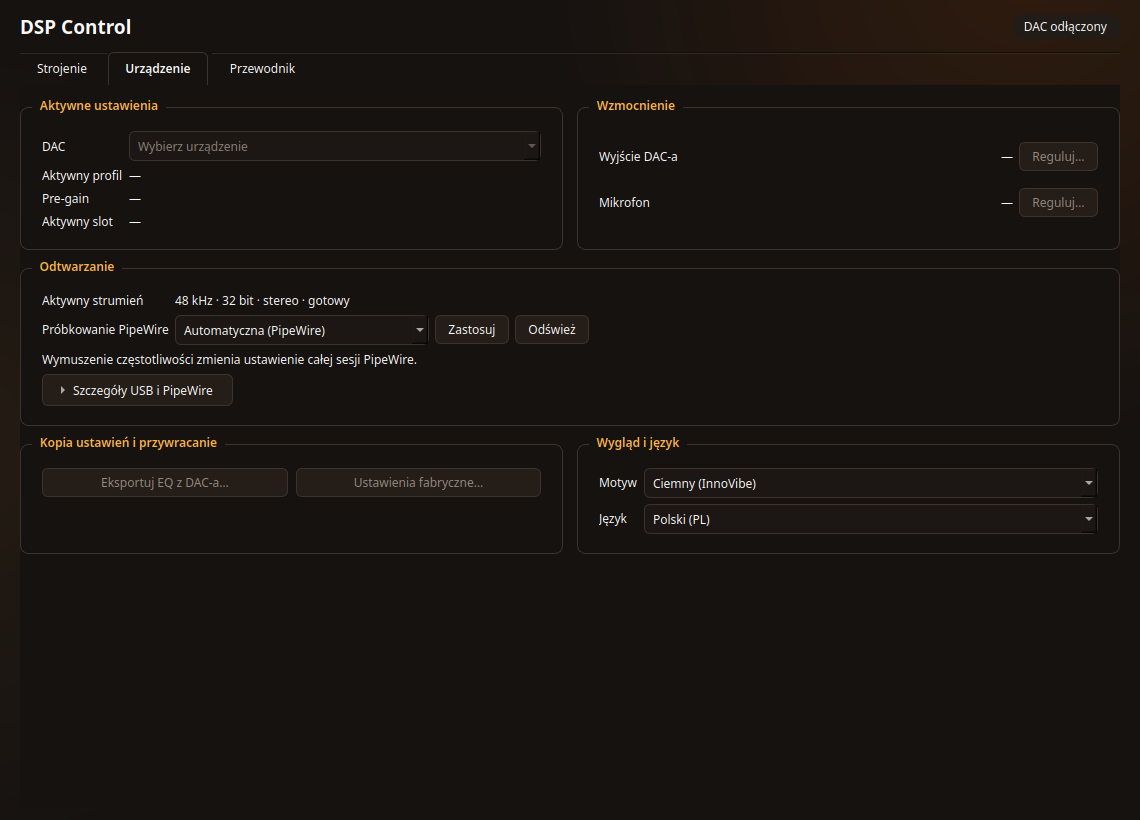 DSP Control
DAC odłączony
Strojenie
Urządzenie
Przewodnik
Aktywne ustawienia
DAC
Wybierz urządzenie
Aktywny profil —
Pre-gain —
Aktywny slot —
Wzmocnienie
Wyjście DAC-a — Reguluj...
Mikrofon — Reguluj...
Odtwarzanie
Aktywny strumień 48 kHz · 32 bit · stereo · gotowy
Próbkowanie PipeWire Automatyczna (PipeWire) Zastosuj Odśwież
Wymuszenie częstotliwości zmienia ustawienie całej sesji PipeWire.
Szczegóły USB i PipeWire
Kopia ustawień i przywracanie
Eksportuj EQ z DAC-a... Ustawienia fabryczne...
Wygląd i język
Motyw Ciemny (InnoVibe)
Język Polski (PL)